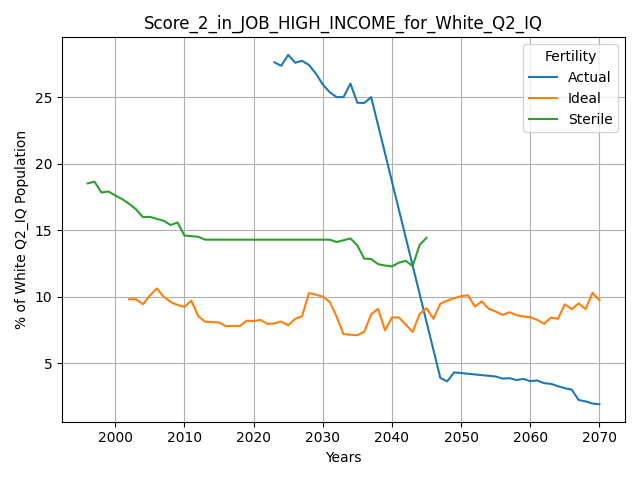 Score_2_in_JOB_HIGH_INCOME_for_White_Q2_IQ
% of White Q2_IQ Population
25
20
15
10
5
Fertility
Actual
Ideal
Sterile
2000 2010 2020 2030 2040 2050 2060 2070
Years